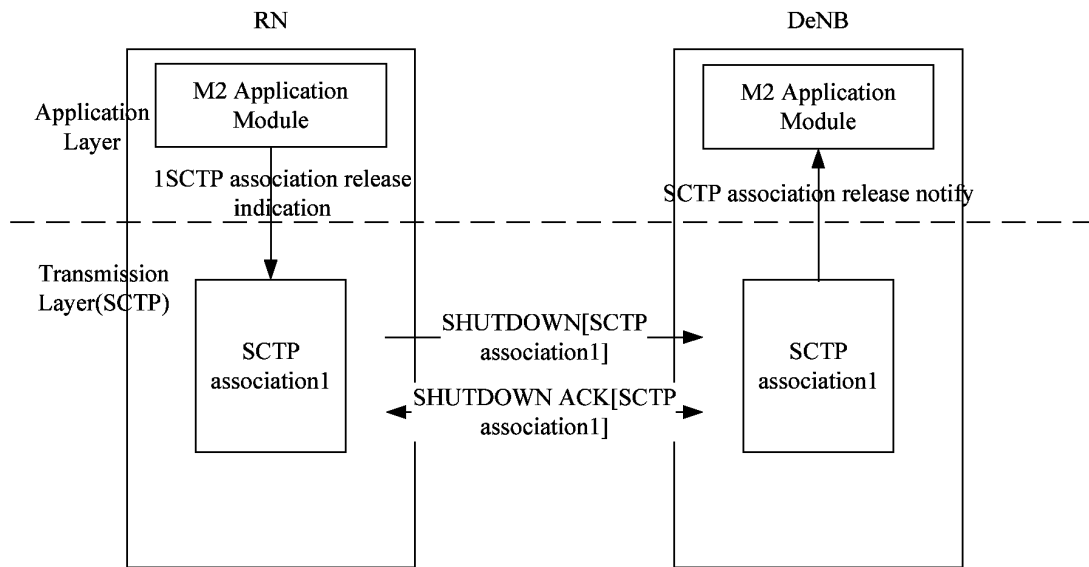 RN
DeNB
M2 Application
Module
M2 Application
Module
Application
Layer
1SCTP association release
indication
SCTP association release notify
Transmission
Layer(SCTP)
SCTP
association1
SHUTDOWN[SCTP
association1]
SCTP
association1
SHUTDOWN ACK[SCTP
association1]